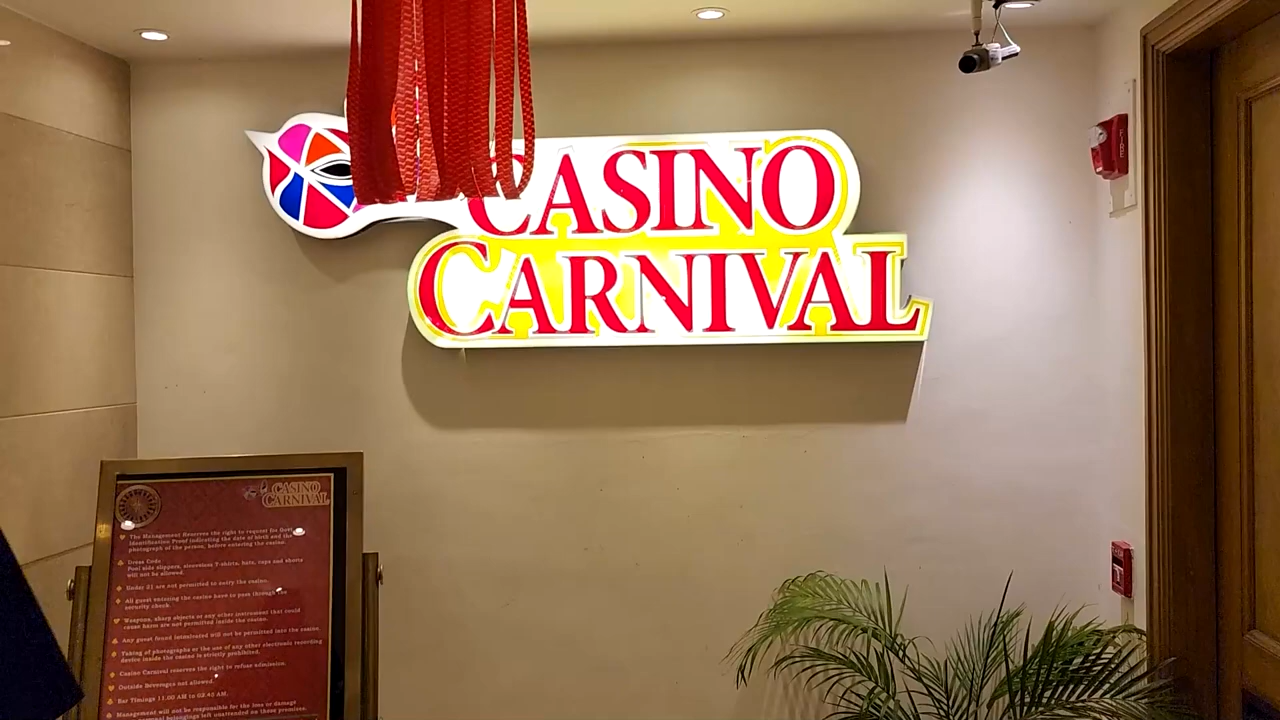 CASINO
CARNIVAL
CASINO
CARNIVAL
The Management Reserves the right to request for Govt
Identification Proof indicating the date of birth and the
photograph of the person, before entering the casino.
Dress Code
Pool side slippers, sleeveless T-shirts, hats, caps and shorts
will not be allowed.
Under 21 are not permitted to entry the casino.
All guest entering the casino have to pass through the
security check.
Weapons, sharp objects or any other instrument that could
cause harm are not permitted inside the casino.
Any guest found intoxicated will not be permitted into the casino.
Taking of photographs or the use of any other electronic recording
device inside the casino is strictly prohibited.
Casino Carnival reserves the right to refuse admission.
Outside Beverages not allowed.
Bar Timings 11.00 AM to 02.45 AM.
Management will not be responsible for the loss or damage
personal belongings left unattended on these premises.